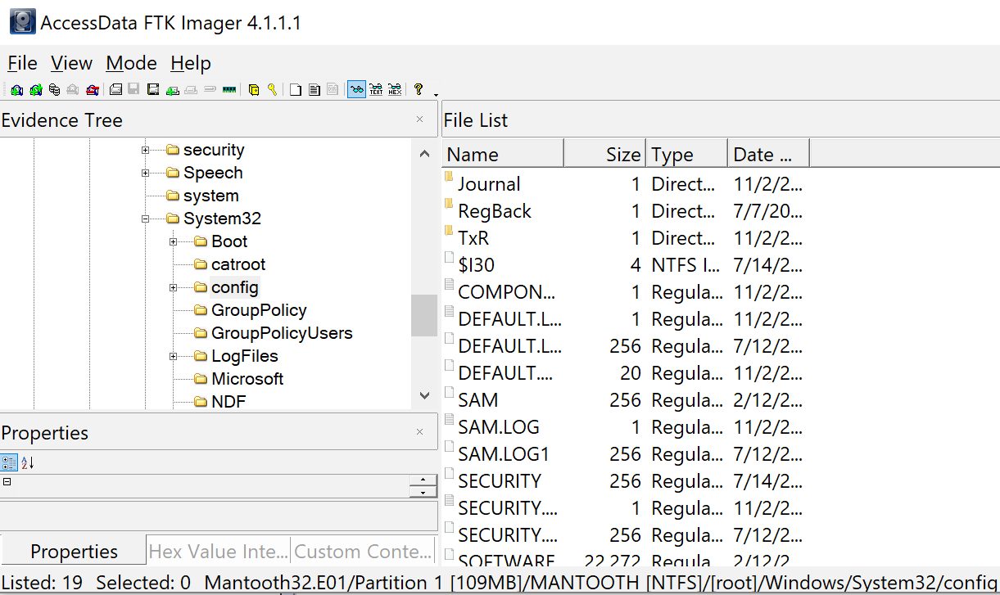 AccessData FTK Imager 4.1.1.1
File View Mode Help
TEXT HEX
Evidence Tree
security
Speech
system
System32
Boot
catroot
config
GroupPolicy
GroupPolicyUsers
LogFiles
Microsoft
NDF
Properties
Properties Hex Value Inte... Custom Conte...
File List
Name Size Type Date ...
Journal 1 Direct... 11/2/2...
RegBack 1 Direct... 7/7/20...
TxR 1 Direct... 11/2/2...
$I30 4 NTFS I... 7/14/2...
COMPON... 1 Regula... 11/2/2...
DEFAULT.L... 1 Regula... 11/2/2...
DEFAULT.L... 256 Regula... 7/12/2...
DEFAULT.... 20 Regula... 11/2/2...
SAM 256 Regula... 2/12/2...
SAM.LOG 1 Regula... 11/2/2...
SAM.LOG1 256 Regula... 7/12/2...
SECURITY 256 Regula... 7/14/2...
SECURITY.... 1 Regula... 11/2/2...
SECURITY.... 256 Regula... 7/12/2...
SOFTWARE 22,272 Regula... 2/12/2...
Listed: 19 Selected: 0 Mantooth32.E01/Partition 1 [109MB]/MANTOOTH [NTFS]/[root]/Windows/System32/config